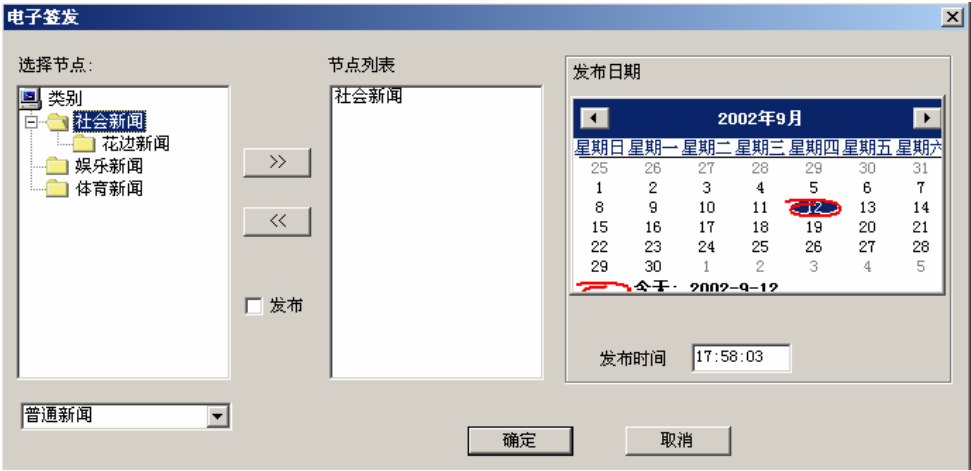 电子签发
选择节点:
类别
社会新闻
花边新闻
娱乐新闻
体育新闻
普通新闻
>>
<<
发布
节点列表
社会新闻
发布日期
2002年9月
星期日 星期一 星期二 星期三 星期四 星期五 星期六
25 26 27 28 29 30 31
1 2 3 4 5 6 7
8 9 10 11 12 13 14
15 16 17 18 19 20 21
22 23 24 25 26 27 28
29 30 1 2 3 4 5
今天: 2002-9-12
发布时间 17:58:03
确定 取消